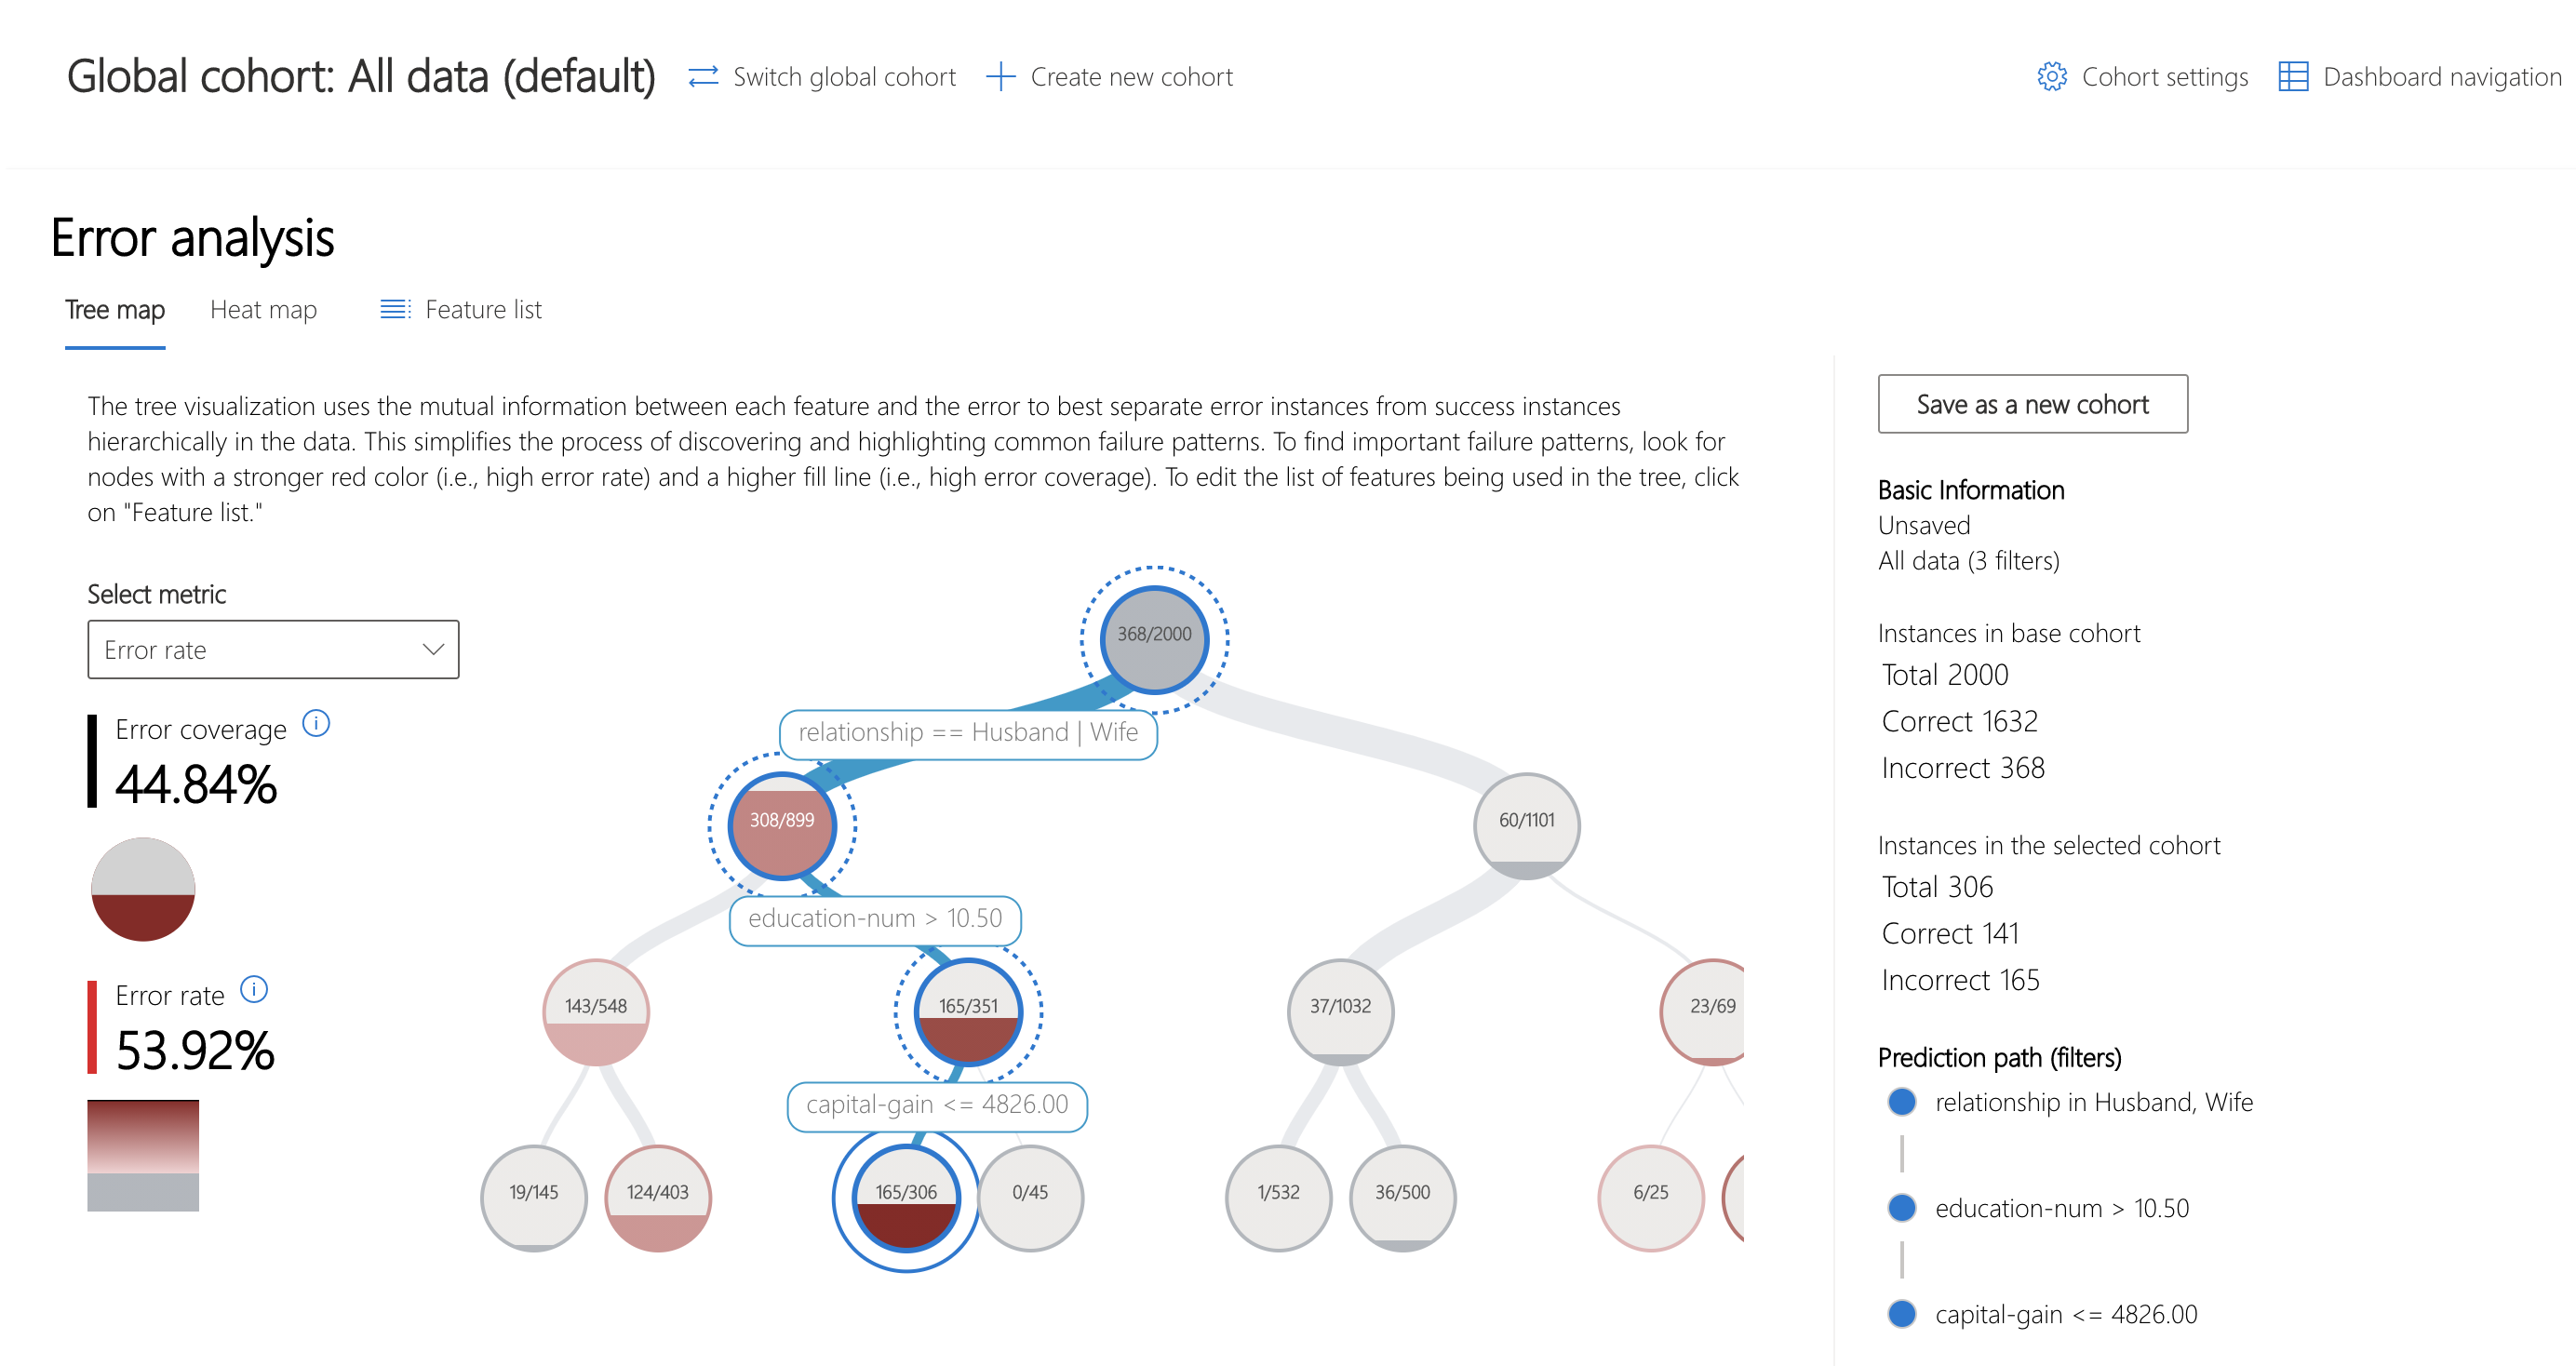 Global cohort: All data (default)
Switch global cohort
Create new cohort
Cohort settings
Dashboard navigation
Error analysis
Tree map
Heat map
Feature list
The tree visualization uses the mutual information between each feature and the error to best separate error instances from success instances
hierarchically in the data. This simplifies the process of discovering and highlighting common failure patterns. To find important failure patterns, look for
nodes with a stronger red color (i.e., high error rate) and a higher fill line (i.e., high error coverage). To edit the list of features being used in the tree, click
on "Feature list."
Select metric
Error rate
Error coverage
44.84%
Error rate
53.92%
368/2000
relationship == Husband | Wife
308/899
60/1101
education-num > 10.50
143/548
165/351
37/1032
23/69
capital-gain <= 4826.00
19/145
124/403
165/306
0/45
1/532
36/500
6/25
Save as a new cohort
Basic Information
Unsaved
All data (3 filters)
Instances in base cohort
Total 2000
Correct 1632
Incorrect 368
Instances in the selected cohort
Total 306
Correct 141
Incorrect 165
Prediction path (filters)
relationship in Husband, Wife
education-num > 10.50
capital-gain <= 4826.00